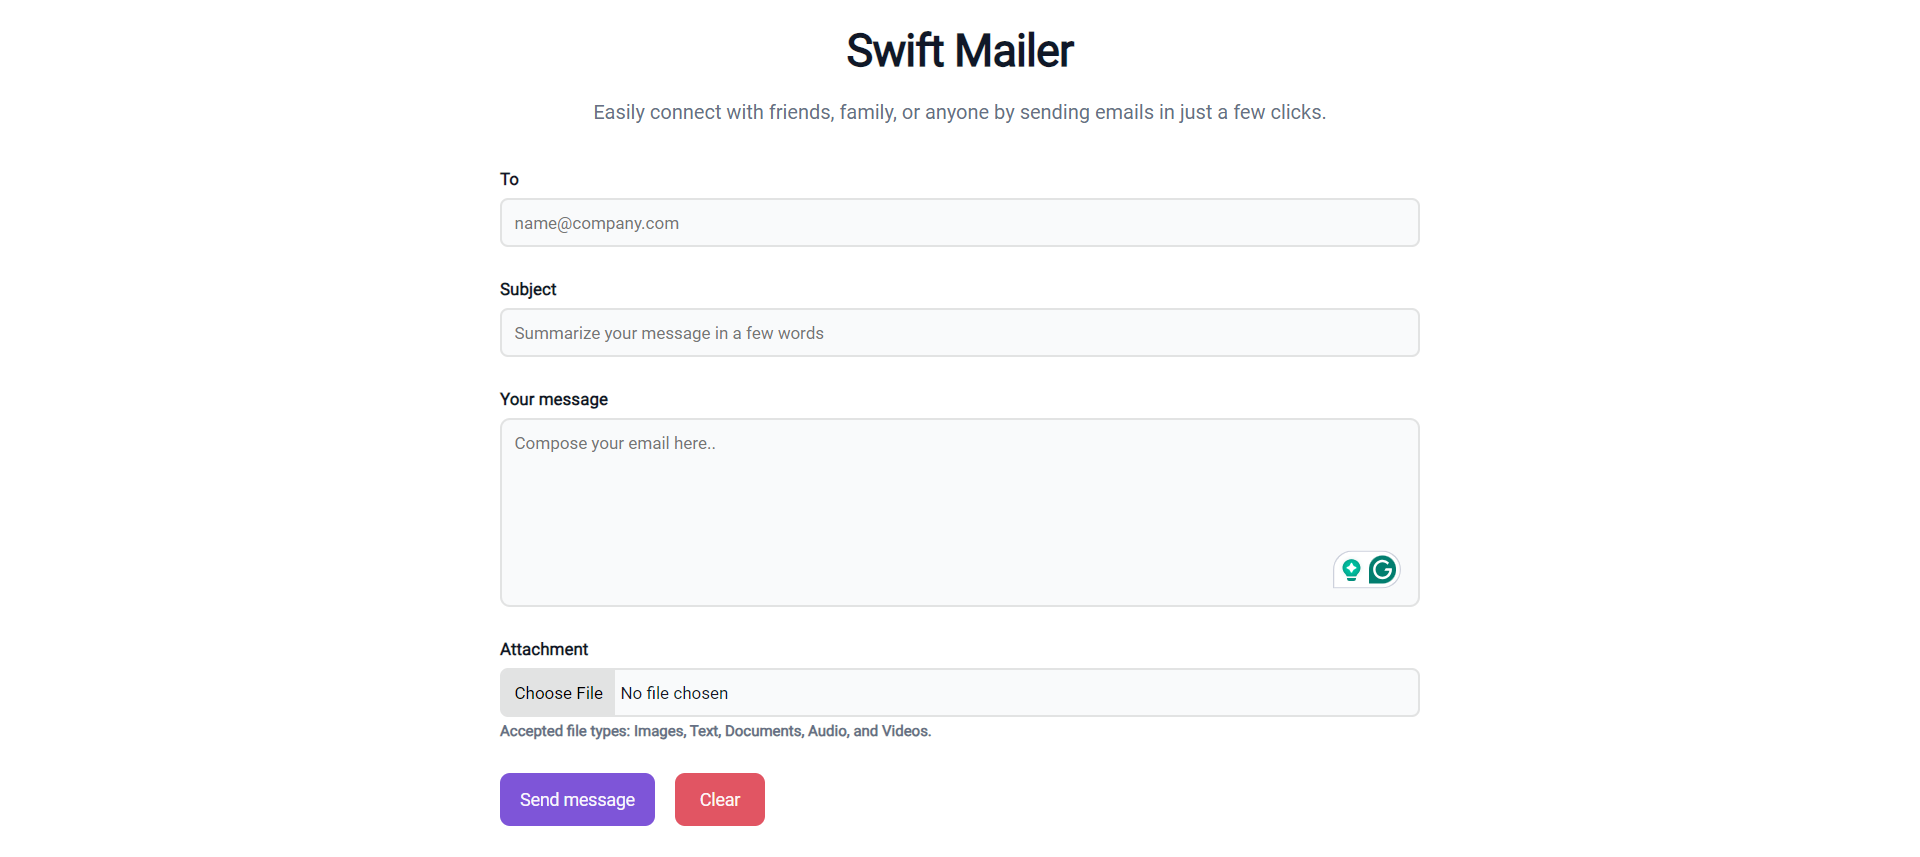 Swift Mailer
Easily connect with friends, family, or anyone by sending emails in just a few clicks.
To
name@company.com
Subject
Summarize your message in a few words
Your message
Compose your email here..
Attachment
Choose File No file chosen
Accepted file types: Images, Text, Documents, Audio, and Videos.
Send message Clear